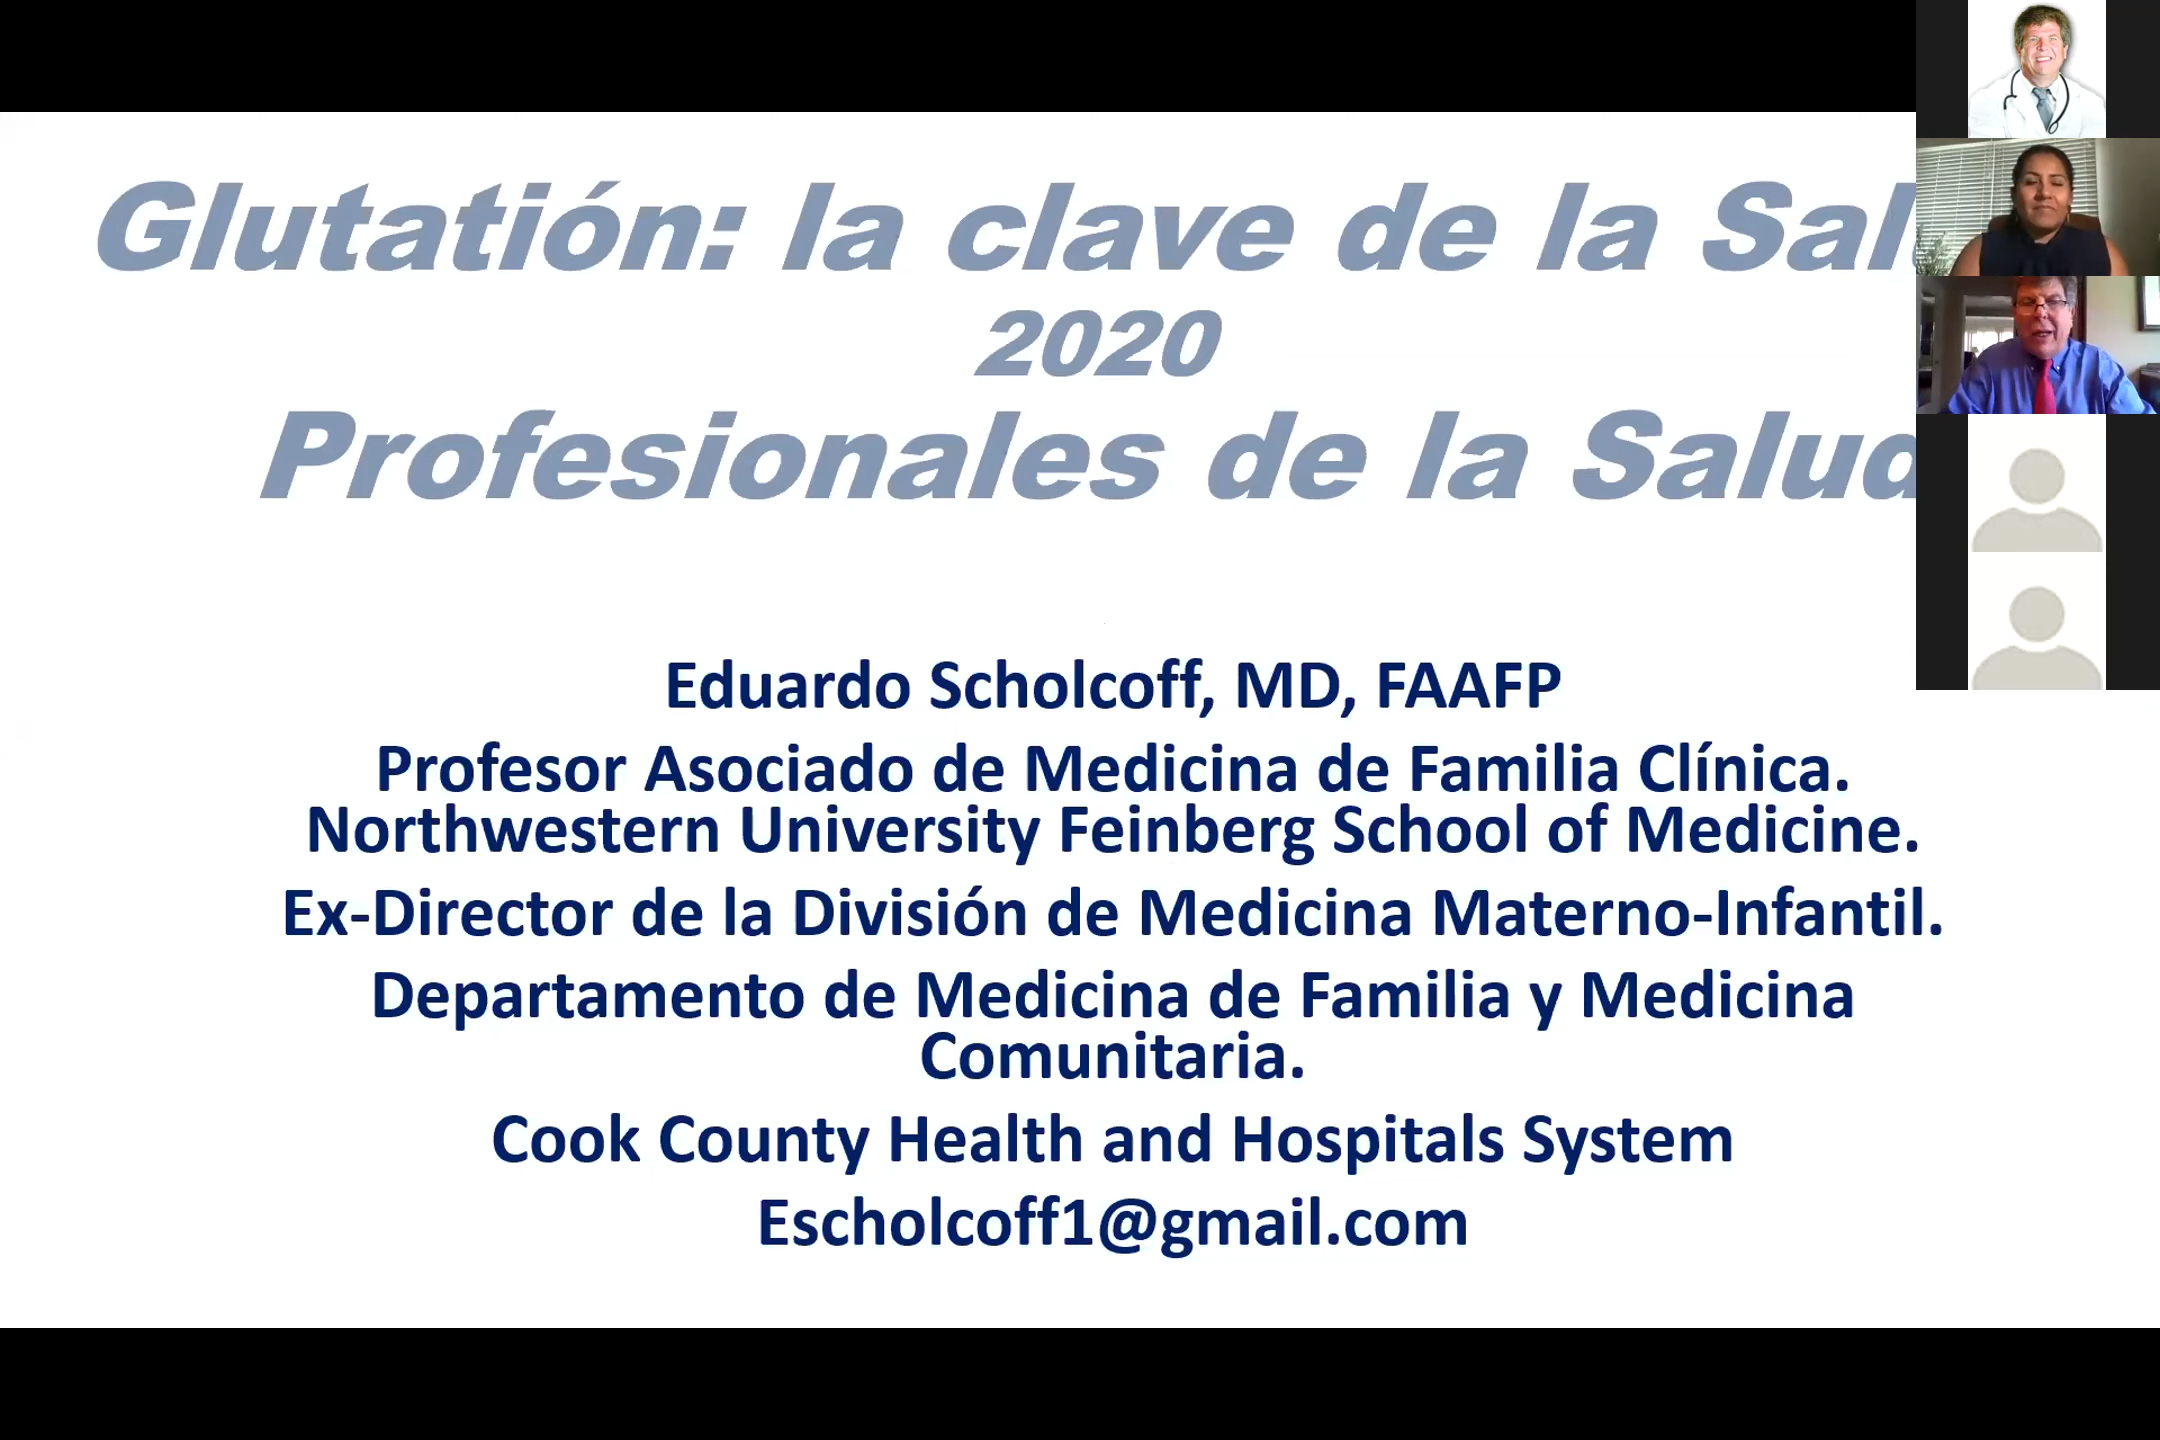 Glutatión: la clave de la
2020
Profesionales de la Salud
Eduardo Scholcoff, MD, FAAFP
Profesor Asociado de Medicina de Familia Clínica.
Northwestern University Feinberg School of Medicine.
Ex-Director de la División de Medicina Materno-Infantil.
Departamento de Medicina de Familia y Medicina
Comunitaria.
Cook County Health and Hospitals System
Escholcoff1@gmail.com